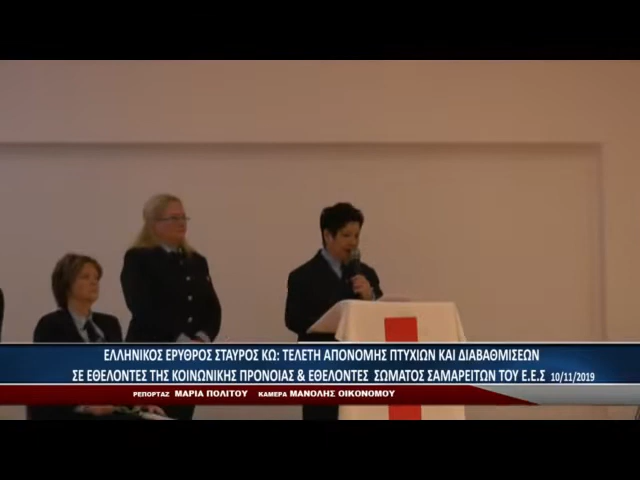 ΕΛΛΗΝΙΚΟΣ ΕΡΥΘΡΟΣ ΣΤΑΥΡΟΣ ΚΩ: ΤΕΛΕΤΗ ΑΠΟΝΟΜΗΣ ΠΤΥΧΙΩΝ ΚΑΙ ΔΙΑΒΑΘΜΙΣΕΩΝ
ΣΕ ΕΘΕΛΟΝΤΕΣ ΤΗΣ ΚΟΙΝΩΝΙΚΗΣ ΠΡΟΝΟΙΑΣ & ΕΘΕΛΟΝΤΕΣ ΣΩΜΑΤΟΣ ΣΑΜΑΡΕΙΤΩΝ ΤΟΥ Ε.Ε.Σ 10/11/2019
ΡΕΠΟΡΤΑΖ ΜΑΡΙΑ ΠΟΛΙΤΟΥ ΚΑΜΕΡΑ ΜΑΝΟΛΗΣ ΟΙΚΟΝΟΜΟΥ